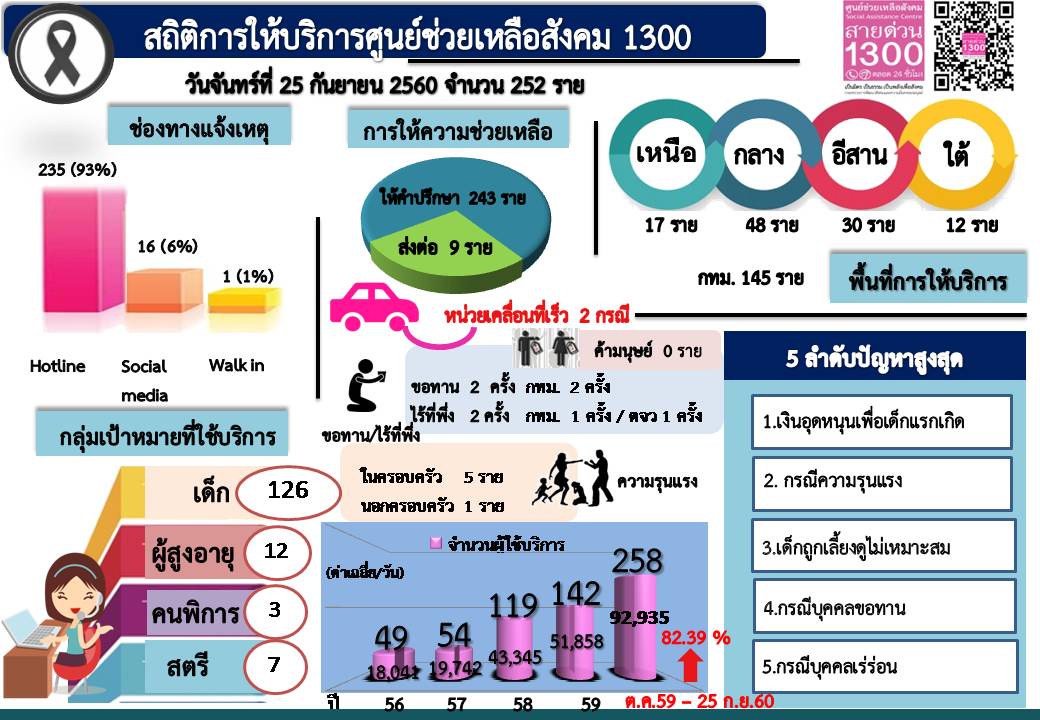 สถิติการให้บริการศูนย์ช่วยเหลือสังคม 1300
ศูนย์ช่วยเหลือสังคม
Social Assistance Centre
สายด่วน
1300
ตลอด 24 ชั่วโมง
วันจันทร์ที่ 25 กันยายน 2560 จำนวน 252 ราย
ช่องทางแจ้งเหตุ
235 (93%)
16 (6%)
1 (1%)
Hotline
Social
media
Walk in
การให้ความช่วยเหลือ
ให้คำปรึกษา 243 ราย
ส่งต่อ 9 ราย
เหนือ
กลาง
อีสาน
ใต้
17 ราย
48 ราย
30 ราย
12 ราย
กทม. 145 ราย
พื้นที่การให้บริการ
หน่วยเคลื่อนที่เร็ว 2 กรณี
ค้ามนุษย์ 0 ราย
ขอทาน 2 ครั้ง กทม. 2 ครั้ง
ไร้ที่พึ่ง 2 ครั้ง กทม. 1 ครั้ง / ตจว 1 ครั้ง
ขอทาน/ไร้ที่พึ่ง
ในครอบครัว 5 ราย
นอกครอบครัว 1 ราย
ความรุนแรง
กลุ่มเป้าหมายที่ใช้บริการ
เด็ก 126
ผู้สูงอายุ 12
คนพิการ 3
สตรี 7
จำนวนผู้ใช้บริการ
(ค่าเฉลี่ย/วัน)
49
54
119
142
258
18,041
19,742
43,345
51,858
92,935
82.39 %
ปี 56 57 58 59 ต.ค.59 – 25 ก.ย.60
5 ลำดับปัญหาสูงสุด
1.เงินอุดหนุนเพื่อเด็กแรกเกิด
2. กรณีความรุนแรง
3.เด็กถูกเลี้ยงดูไม่เหมาะสม
4.กรณีบุคคลขอทาน
5.กรณีบุคคลเร่ร่อน